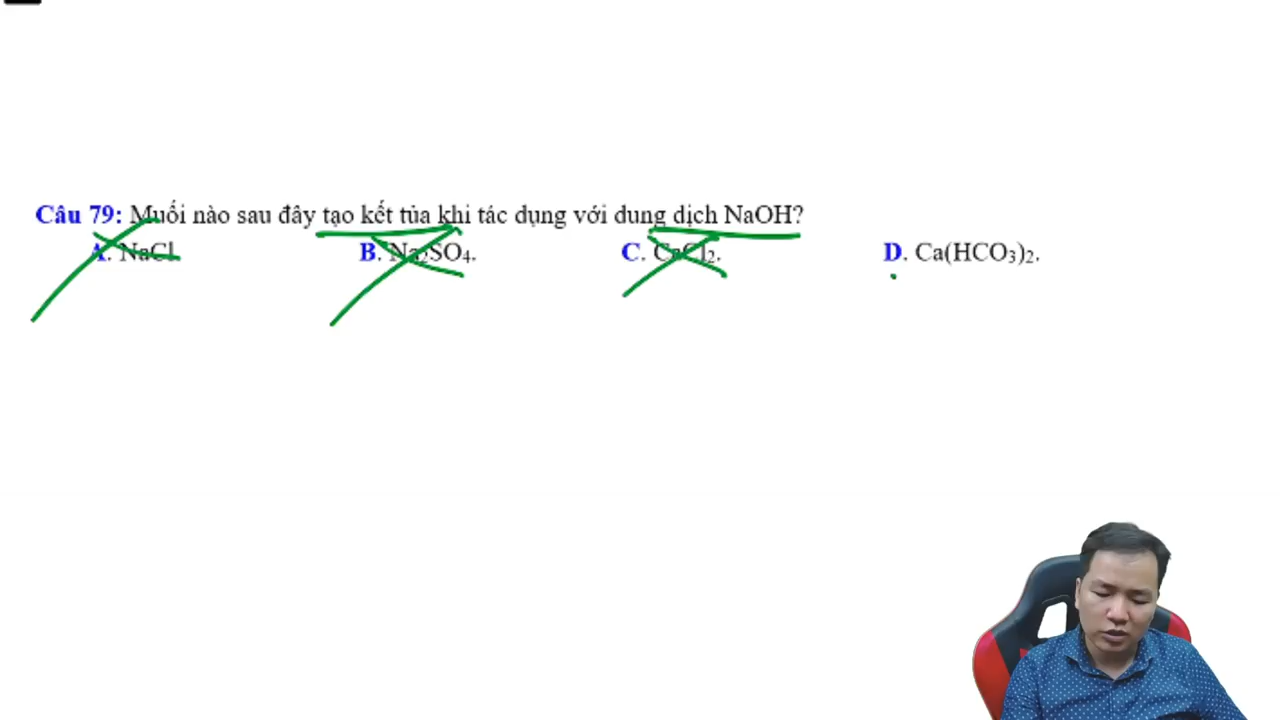 Câu 79: Muối nào sau đây tạo kết tủa khi tác dụng với dung dịch NaOH?
A. NaCl. B. Na₂SO₄. C. CaCl₂. D. Ca(HCO₃)₂.